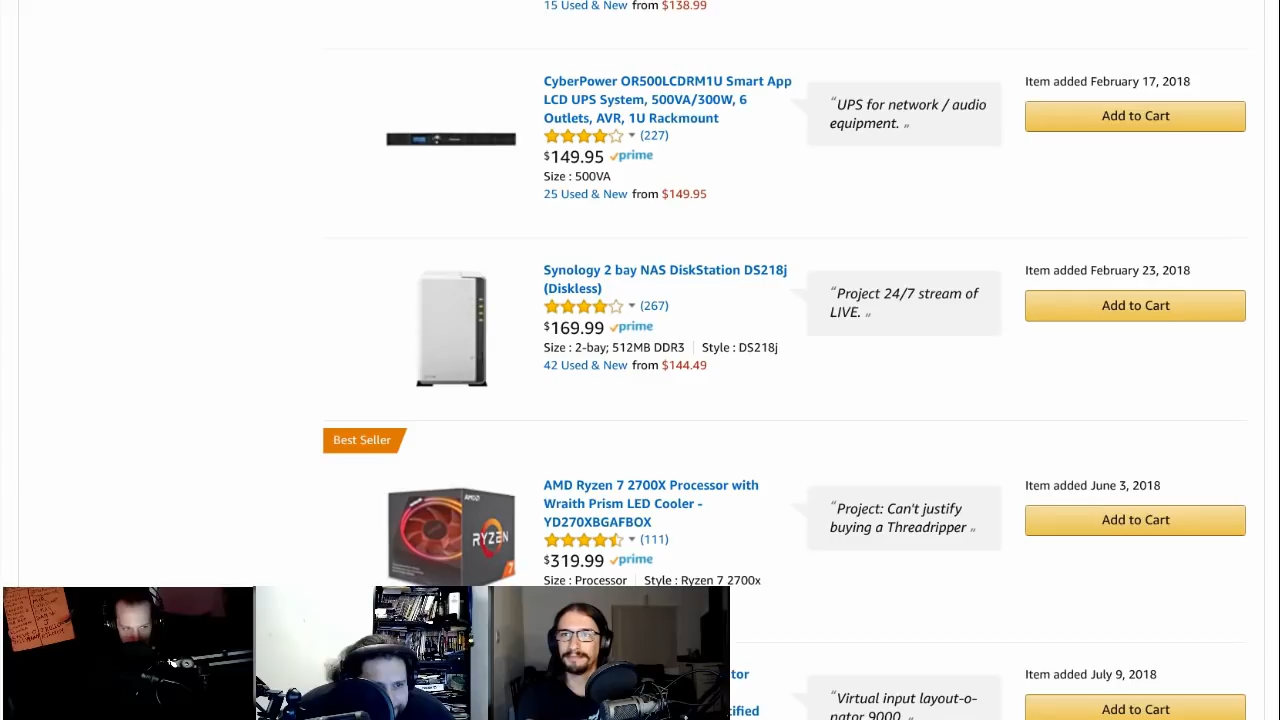 15 Used & New from $138.99
CyberPower OR500LCDRM1U Smart App
LCD UPS System, 500VA/300W, 6
Outlets, AVR, 1U Rackmount
(227)
$149.95 prime
Size : 500VA
25 Used & New from $149.95
“UPS for network / audio
equipment. „
Item added February 17, 2018
Add to Cart
Synology 2 bay NAS DiskStation DS218j
(Diskless)
(267)
$169.99 prime
Size : 2-bay; 512MB DDR3 Style : DS218j
42 Used & New from $144.49
“Project 24/7 stream of
LIVE. „
Item added February 23, 2018
Add to Cart
Best Seller
AMD Ryzen 7 2700X Processor with
Wraith Prism LED Cooler -
YD270XBGAFBOX
(111)
$319.99 prime
Size : Processor Style : Ryzen 7 2700x
“Project: Can't justify
buying a Threadripper „
Item added June 3, 2018
Add to Cart
AMD
RYZEN
7
tor
ified
“Virtual input layout-o-
nator 9000. „
Item added July 9, 2018
Add to Cart